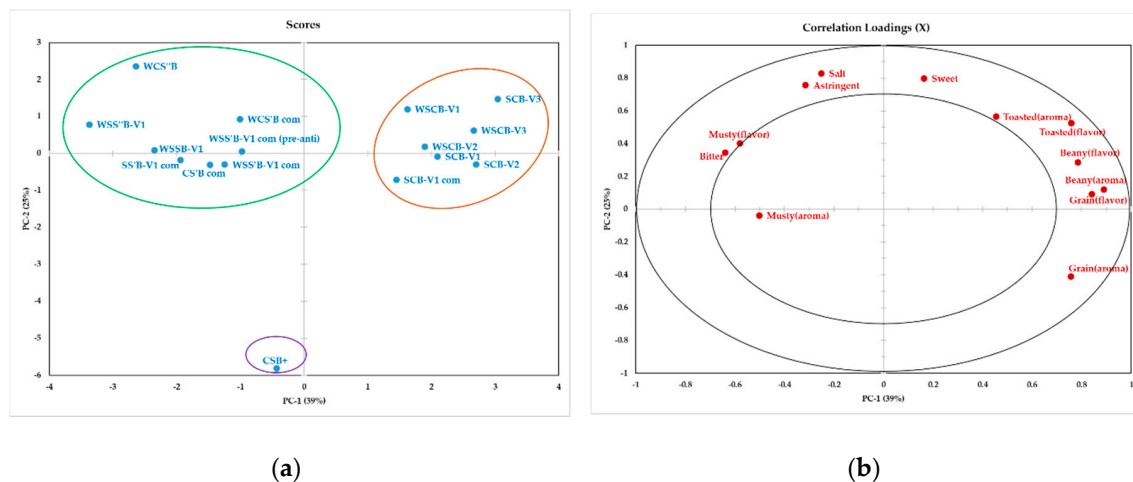 Scores
3
2
1
0
-1
-2
-3
-4
-5
-6
-4
-3
-2
-1
0
1
2
3
4
PC-2 (25%)
PC-1 (39%)
WCS''B
WSS''B-V1
WCS'B com
WSS'B-V1 com (pre-anti)
WSSB-V1
SS'B-V1 com
WSS'B-V1 com
CS'B com
SCB-V3
WSCB-V1
WSCB-V3
WSCB-V2
SCB-V1
SCB-V2
SCB-V1 com
CSB+
(a)
Correlation Loadings (X)
1
0.8
0.6
0.4
0.2
0
-0.2
-0.4
-0.6
-0.8
-1
-1
-0.8
-0.6
-0.4
-0.2
0
0.2
0.4
0.6
0.8
1
PC-2 (23%)
PC-1 (39%)
Salt
Sweet
Astringent
Toasted(aroma)
Toasted(flavor)
Musty(flavor)
Bitter
Beany(flavor)
Beany(aroma)
Grain(flavor)
Musty(aroma)
Grain(aroma)
(b)